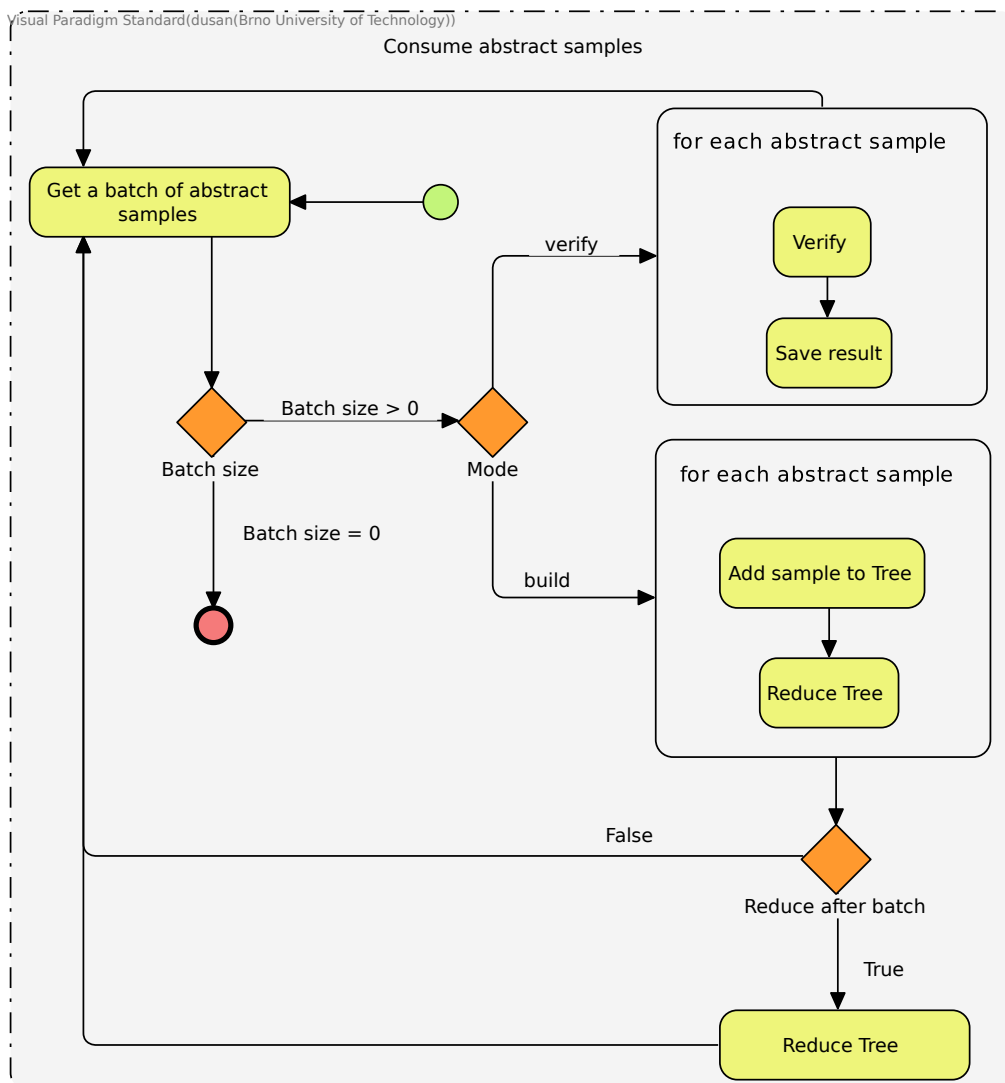 Visual Paradigm Standard(dusan(Brno University of Technology))
Consume abstract samples
for each abstract sample
Get a batch of abstract
samples
verify
Verify
Save result
Batch size > 0
Batch size
Mode
for each abstract sample
Batch size = 0
build
Add sample to Tree
Reduce Tree
False
Reduce after batch
True
Reduce Tree